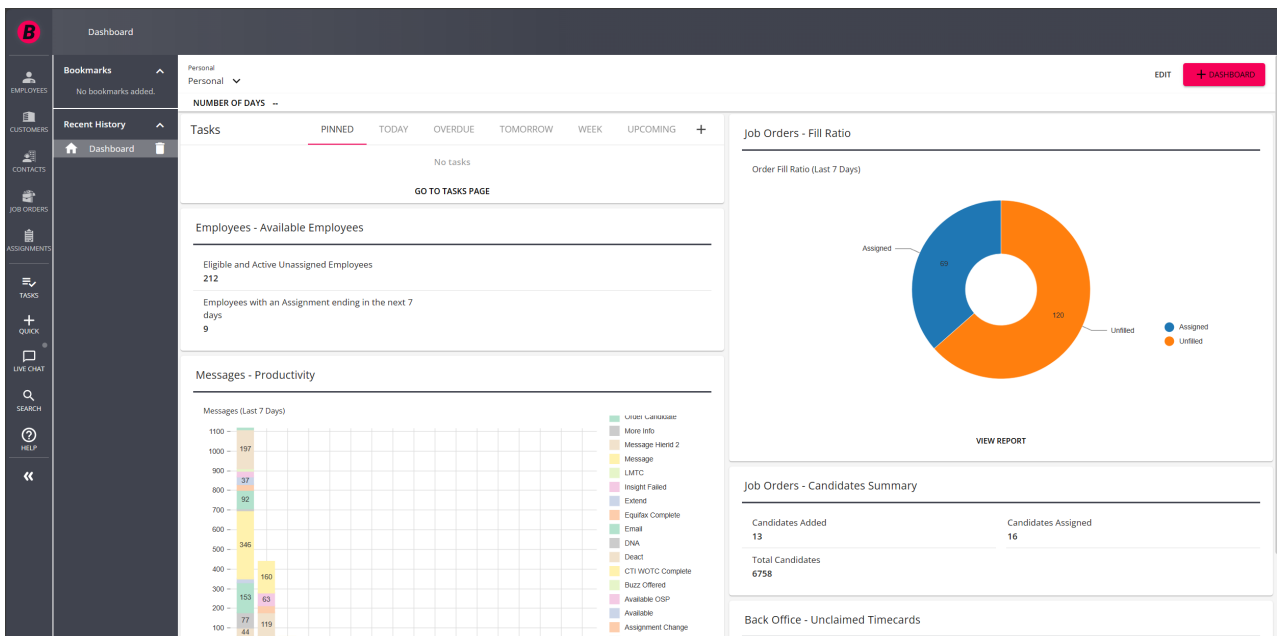 B
Dashboard
EMPLOYEES
CUSTOMERS
CONTACTS
JOB ORDERS
ASSIGNMENTS
TASKS
QUICK
LIVE CHAT
SEARCH
HELP
Bookmarks
No bookmarks added.
Recent History
Dashboard
Personal
Personal
EDIT
+ DASHBOARD
NUMBER OF DAYS --
Tasks PINNED TODAY OVERDUE TOMORROW WEEK UPCOMING +
No tasks
GO TO TASKS PAGE
Employees - Available Employees
Eligible and Active Unassigned Employees
212
Employees with an Assignment ending in the next 7
days
9
Messages - Productivity
Messages (Last 7 Days)
1100
1000
900
800
700
600
500
400
300
200
100
197
37
92
346
153
77
44
160
63
119
Order Candidate
More Info
Message Hierid 2
Message
LMTC
Insight Failed
Extend
Equifax Complete
Email
DNA
Deact
CTI WOTC Complete
Buzz Offered
Available OSP
Available
Assignment Change
Job Orders - Fill Ratio
Order Fill Ratio (Last 7 Days)
Assigned
69
120
Unfilled
Assigned
Unfilled
VIEW REPORT
Job Orders - Candidates Summary
Candidates Added Candidates Assigned
13 16
Total Candidates
6758
Back Office - Unclaimed Timecards